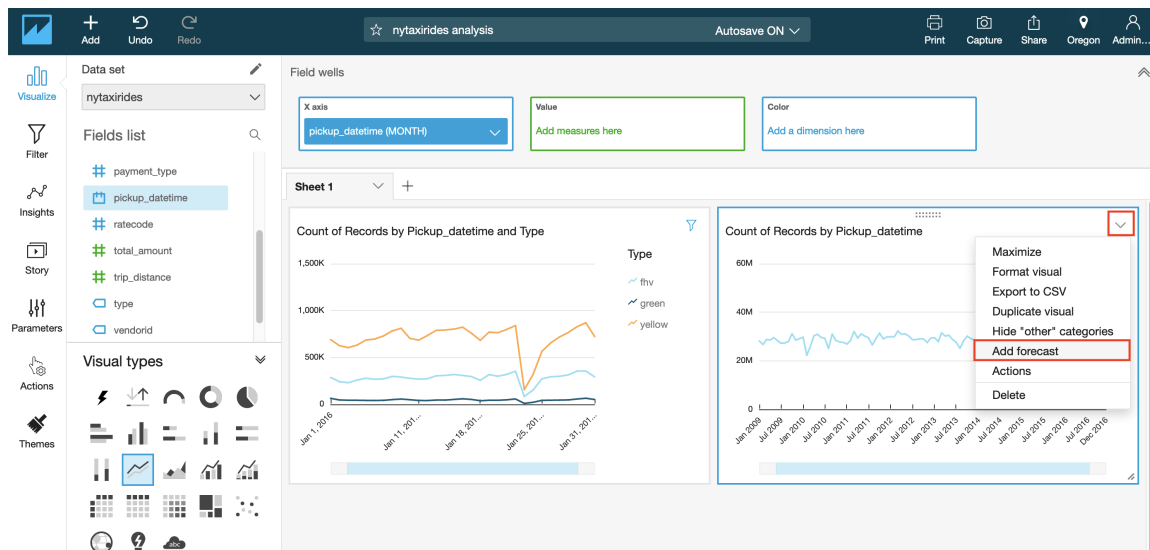 Add
Undo
Redo
nytaxirides analysis
Autosave ON
Print
Capture
Share
Oregon
Admin...
Visualize
Filter
Insights
Story
Parameters
Actions
Themes
Data set
nytaxirides
Fields list
payment_type
pickup_datetime
ratecode
total_amount
trip_distance
type
vendorid
Visual types
abc
Field wells
X axis
pickup_datetime (MONTH)
Value
Add measures here
Color
Add a dimension here
Sheet 1
Count of Records by Pickup_datetime and Type
1,500K
1,000K
500K
0
Jan 1, 2016
Jan 11, 201...
Jan 18, 201...
Jan 25, 201...
Jan 31, 201...
Type
fhv
green
yellow
Count of Records by Pickup_datetime
60M
40M
20M
0
Jan 2009
Jul 2009
Jan 2010
Jul 2010
Jan 2011
Jul 2011
Jan 2012
Jul 2012
Jan 2013
Jul 2013
Jan 2014
Jul 2014
Jan 2015
Jul 2015
Jan 2016
Jul 2016
Dec 2016
Maximize
Format visual
Export to CSV
Duplicate visual
Hide "other" categories
Add forecast
Actions
Delete